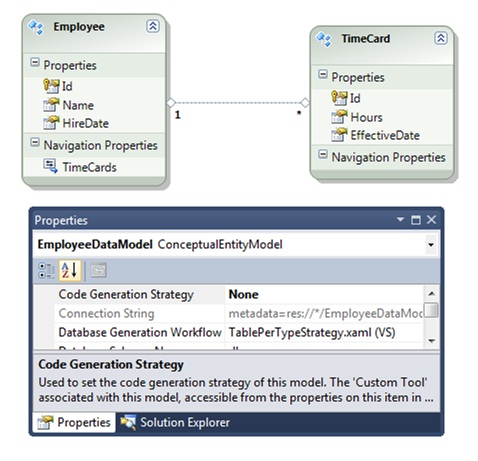 Employee
Properties
Id
Name
HireDate
Navigation Properties
TimeCards
1
*
TimeCard
Properties
Id
Hours
EffectiveDate
Navigation Properties
Properties
EmployeeDataModel ConceptualEntityModel
Code Generation Strategy None
Connection String metadata=res://*/EmployeeDataMod
Database Generation Workflow TablePerTypeStrategy.xaml (VS)
Code Generation Strategy
Used to set the code generation strategy of this model. The 'Custom Tool'
associated with this model, accessible from the properties on this item in ...
Properties Solution Explorer